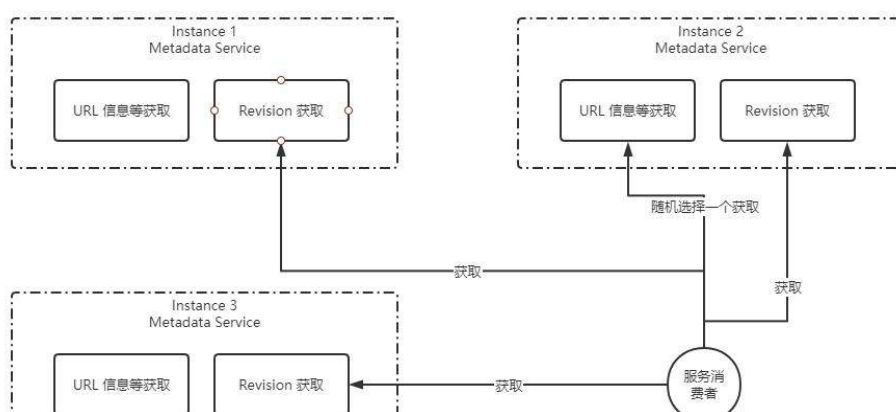 Instance 1
Metadata Service
URL 信息等获取
Revision 获取
Instance 2
Metadata Service
URL 信息等获取
Revision 获取
随机选择一个获取
获取
获取
Instance 3
Metadata Service
URL 信息等获取
Revision 获取
获取
服务消
费者